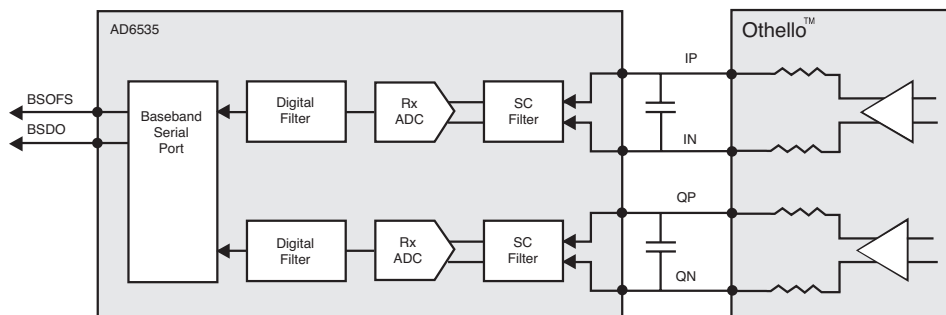 AD6535
Othello™
BSOFS
BSDO
Baseband
Serial
Port
Digital
Filter
Rx
ADC
SC
Filter
IP
IN
Digital
Filter
Rx
ADC
SC
Filter
QP
QN